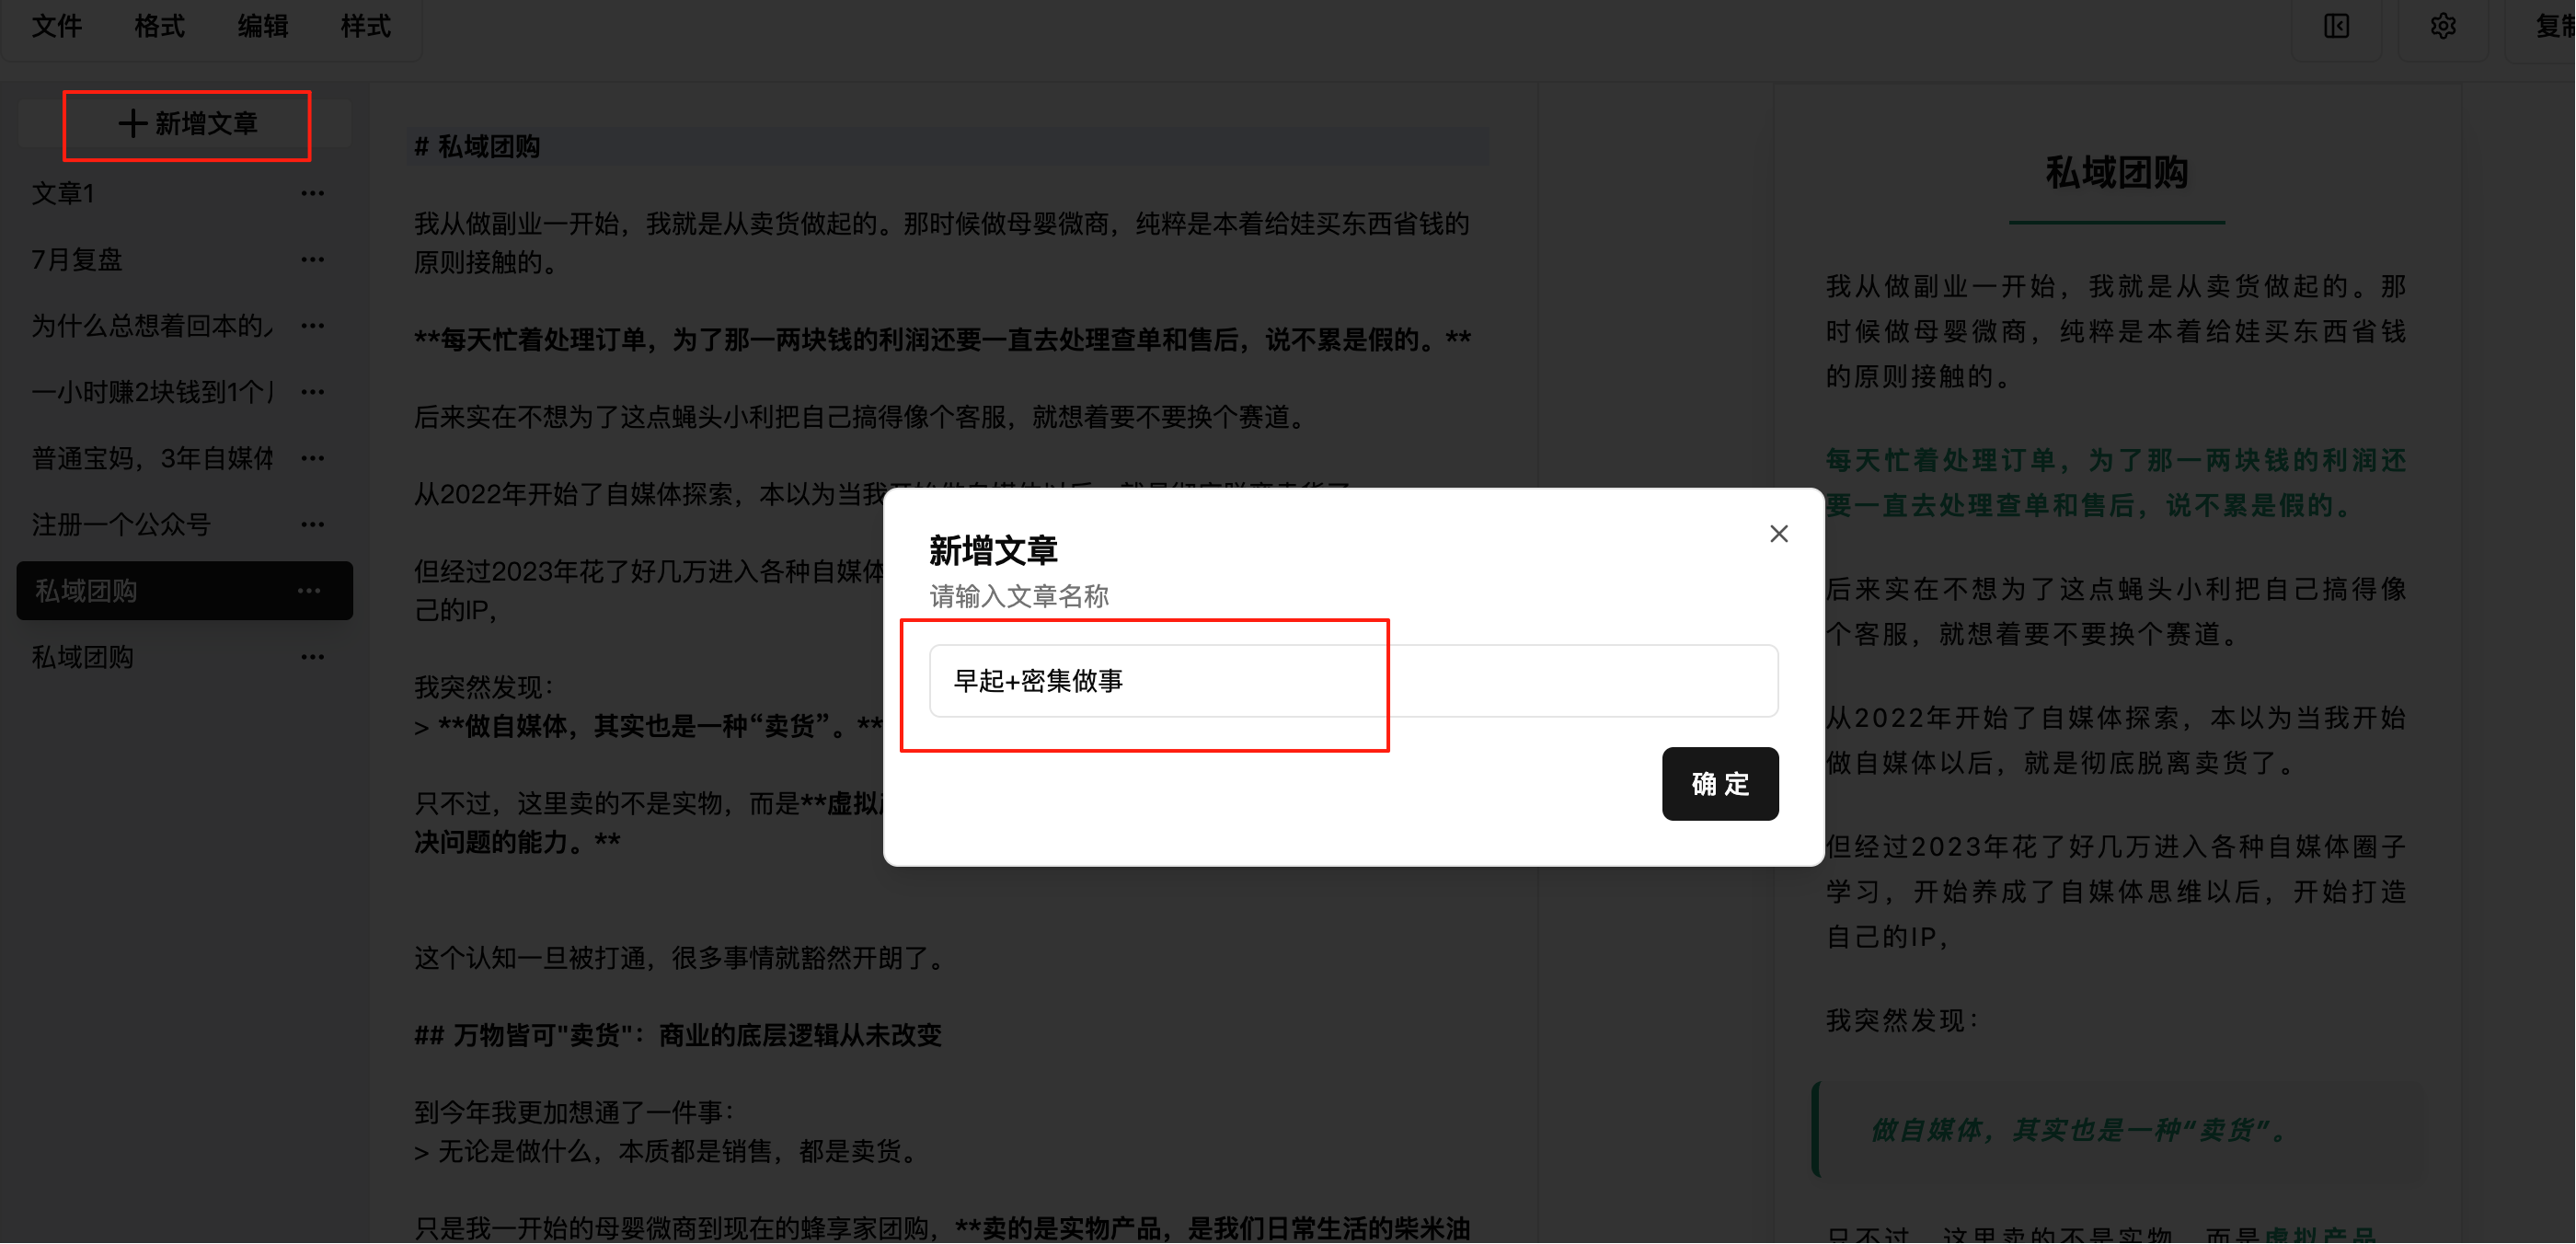 文件 格式 编辑 样式
新增文章
文章1
7月复盘
为什么总想着回本的
一小时赚2块钱到1个
普通宝妈，3年自媒体
注册一个公众号
私域团购
私域团购
# 私域团购
我从做副业一开始，我就是从卖货做起的。那时候做母婴微商，纯粹是本着给娃买东西省钱的
原则接触的。
**每天忙着处理订单，为了那一两块钱的利润还要一直去处理查单和售后，说不累是假的。**
后来实在不想为了这点蝇头小利把自己搞得像个客服，就想着要不要换个赛道。
从2022年开始了自媒体探索，本以为当我
但经过2023年花了好几万进入各种自媒体
己的IP，
我突然发现：
> **做自媒体，其实也是一种“卖货”。**
只不过，这里卖的不是实物，而是**虚拟
决问题的能力。**
这个认知一旦被打通，很多事情就豁然开朗了。
## 万物皆可"卖货"：商业的底层逻辑从未改变
到今年我更加想通了一件事：
> 无论是做什么，本质都是销售，都是卖货。
只是我一开始的母婴微商到现在的蜂享家团购，**卖的是实物产品，是我们日常生活的柴米油
新增文章
请输入文章名称
早起+密集做事
确 定
复制
私域团购
我从做副业一开始，我就是从卖货做起的。那
时候做母婴微商，纯粹是本着给娃买东西省钱
的原则接触的。
每天忙着处理订单，为了那一两块钱的利润还
要一直去处理查单和售后，说不累是假的。
后来实在不想为了这点蝇头小利把自己搞得像
个客服，就想着要不要换个赛道。
从2022年开始了自媒体探索，本以为当我开始
做自媒体以后，就是彻底脱离卖货了。
但经过2023年花了好几万进入各种自媒体圈子
学习，开始养成了自媒体思维以后，开始打造
自己的IP，
我突然发现：
做自媒体，其实也是一种“卖货”。
只不过，这里卖的不是实物，而是虚拟产品